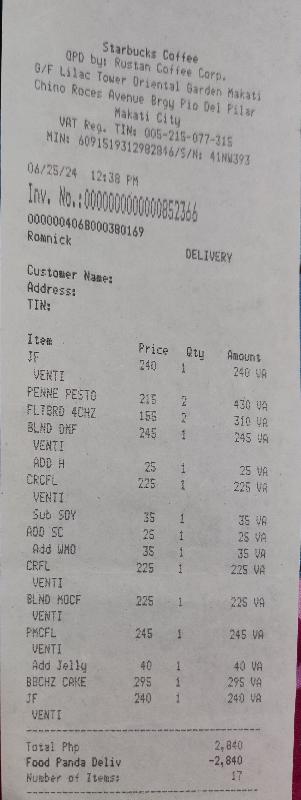 Starbucks Coffee
OPD by: Rustan Coffee Corp.
G/F Lilac Tower Oriental Garden Makati
Chino Roces Avenue Brgy Pio Del Pilar
Makati City
VAT Reg. TIN: 005-215-077-315
MIN: 6091519312982846/S/N: 41NW393
06/25/24 12:38 PM
Inv. No.:0000000000000852366
0000004068000380169
Romnick
DELIVERY
Customer Name:
Address:
TIN:
Item Price Qty Amount
JF 240 1 240 VA
VENTI
PENNE PESTO 215 2 430 VA
FLTBRD 4CHZ 155 2 310 VA
BLND DMF 245 1 245 VA
VENTI
ADD H 25 1 25 VA
CRCFL 225 1 225 VA
VENTI
Sub SOY 35 1 35 VA
ADD SC 25 1 25 VA
Add WMO 35 1 35 VA
CRFL 225 1 225 VA
VENTI
BLND MOCF 225 1 225 VA
VENTI
PMCFL 245 1 245 VA
VENTI
Add Jelly 40 1 40 VA
BBCHZ CAKE 295 1 295 VA
JF 240 1 240 VA
VENTI
Total Php 2,840
Food Panda Deliv -2,840
Number of Items: 17